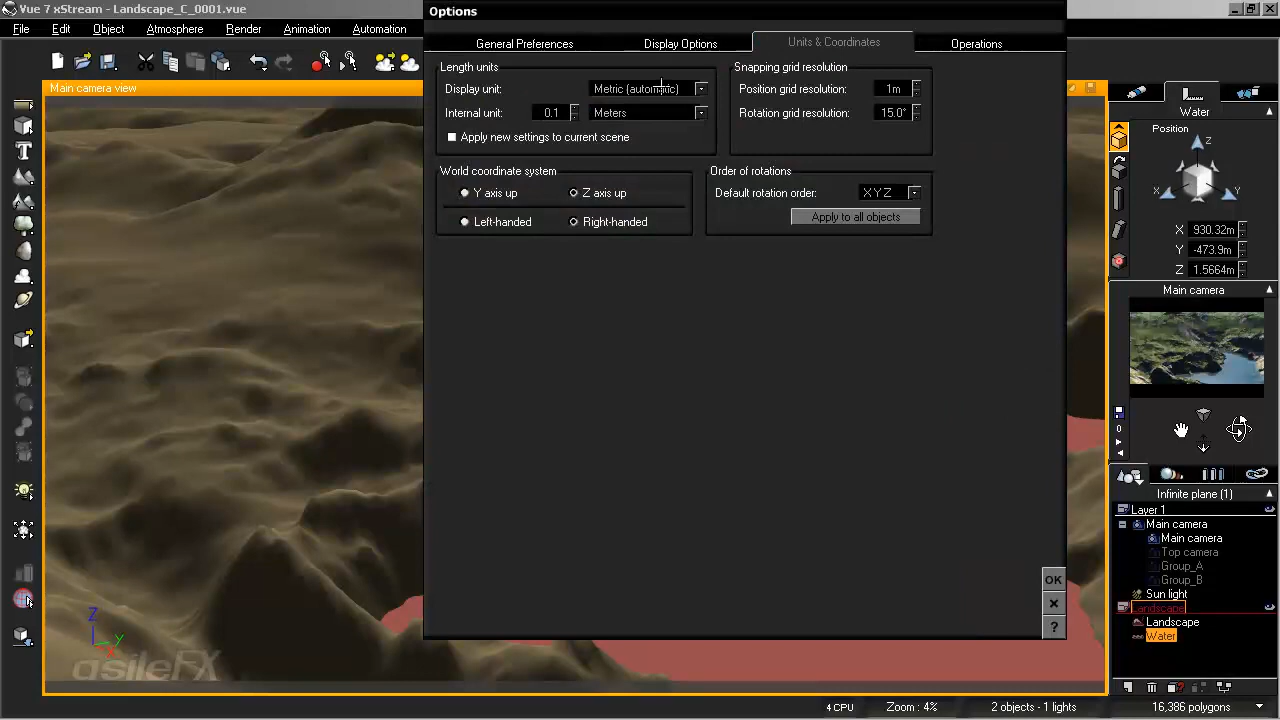 Vue 7 xStream - Landscape_C_0001.vue
Options
File Edit Object Atmosphere Render Animation Automation
General Preferences Display Options Units & Coordinates Operations
Length units
Display unit: Metric (automatic)
Internal unit: 0.1 Meters
Apply new settings to current scene
Snapping grid resolution
Position grid resolution: 1m
Rotation grid resolution: 15.0°
World coordinate system
Y axis up Z axis up
Left-handed Right-handed
Order of rotations
Default rotation order: XYZ
Apply to all objects
OK
?
Main camera view
Z
Y
X
asileFX
Water
Position
Z
X Y
X 930.32m
Y -473.9m
Z 1.5664m
Main camera
0
Infinite plane (1)
Layer 1
Main camera
Main camera
Top camera
Group_A
Group_B
Sun light
Landscape
Landscape
Water
4 CPU Zoom : 4% 2 objects - 1 lights 16,386 polygons